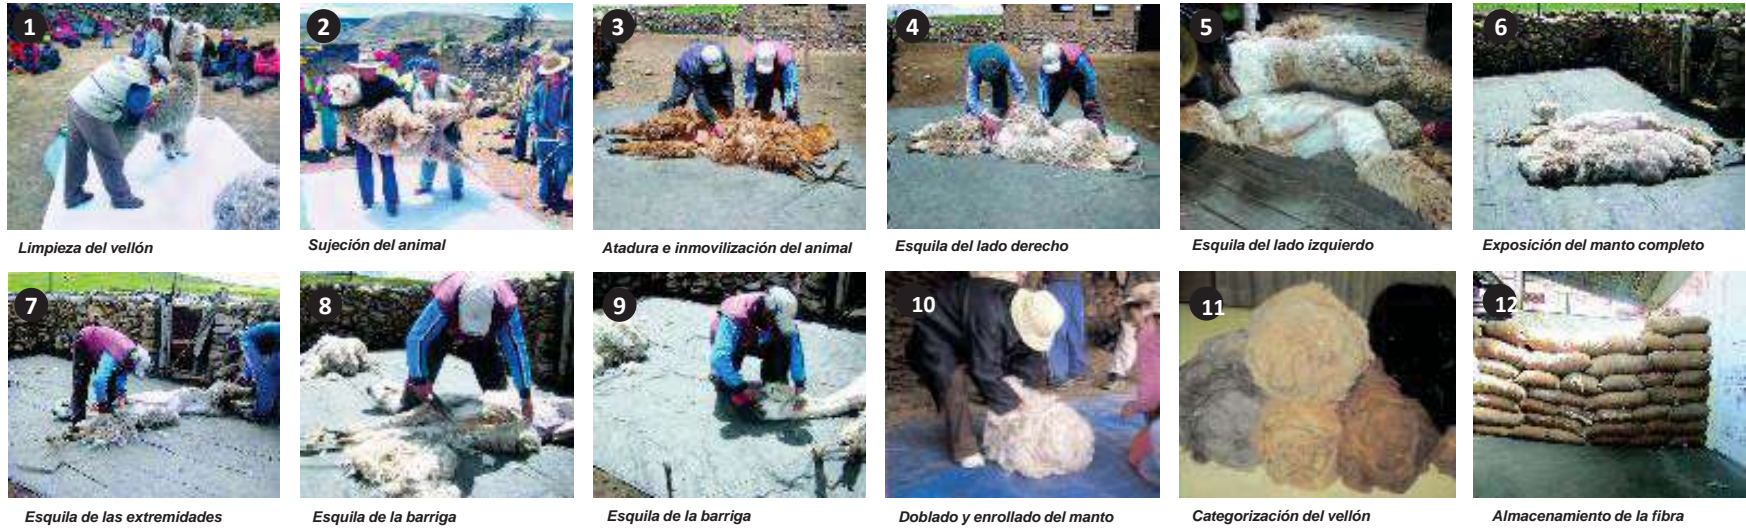 1 2 3 4 5 6
Limpieza del vellón Sujeción del animal Atadura e inmovilización del animal Esquila del lado derecho Esquila del lado izquierdo Exposición del manto completo
7 8 9 10 11 12
Esquila de las extremidades Esquila de la barriga Esquila de la barriga Doblado y enrollado del manto Categorización del vellón Almacenamiento de la fibra